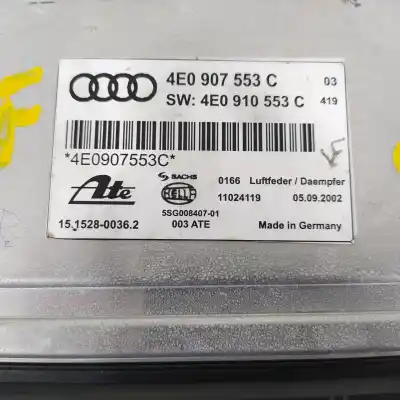 4E0 907 553 C 03
SW: 4E0 910 553 C 419
*4E0907553C*
Ate SACHS HELLA 0166 Luftfeder / Daempfer
11024119 05.09.2002
5SG008407-01
15.1528-0036.2 003 ATE Made in Germany